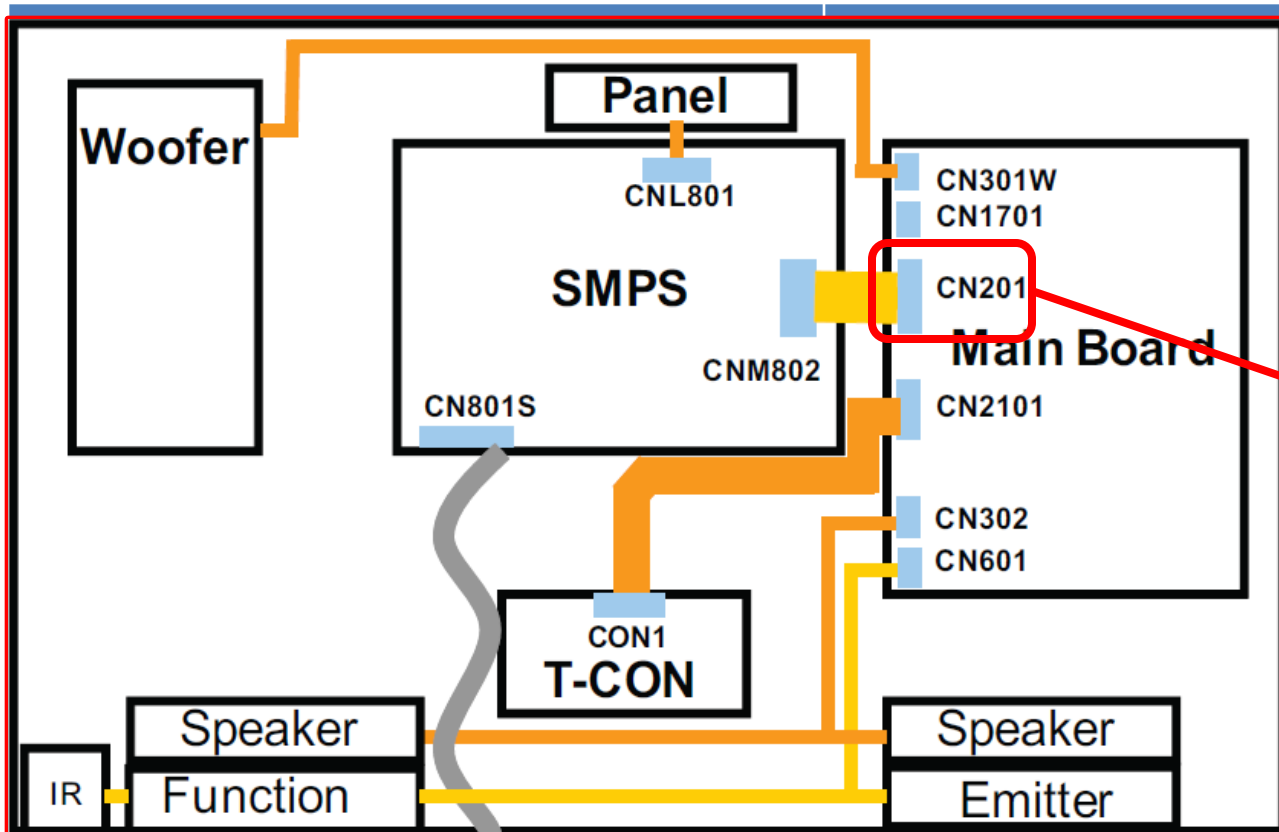 Panel
Woofer
CNL801
CN301W
CN1701
SMPS
CN201
Main Board
CNM802
CN801S
CN2101
CN302
CN601
CON1
T-CON
Speaker
Speaker
IR
Function
Emitter